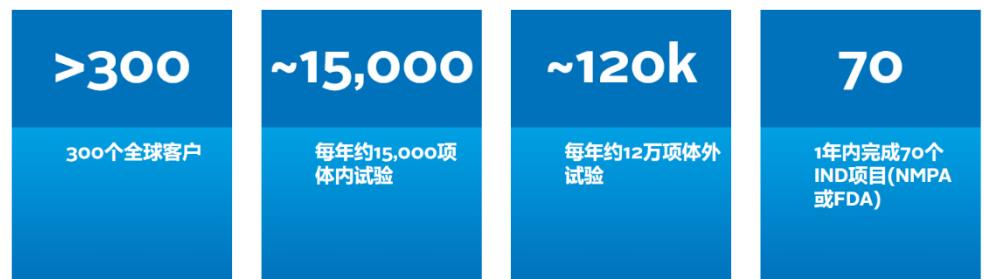 >300
~15,000
~120k
70
300个全球客户
每年约15,000项
体内试验
每年约12万项体外
试验
1年内完成70个
IND项目(NMPA
或FDA)